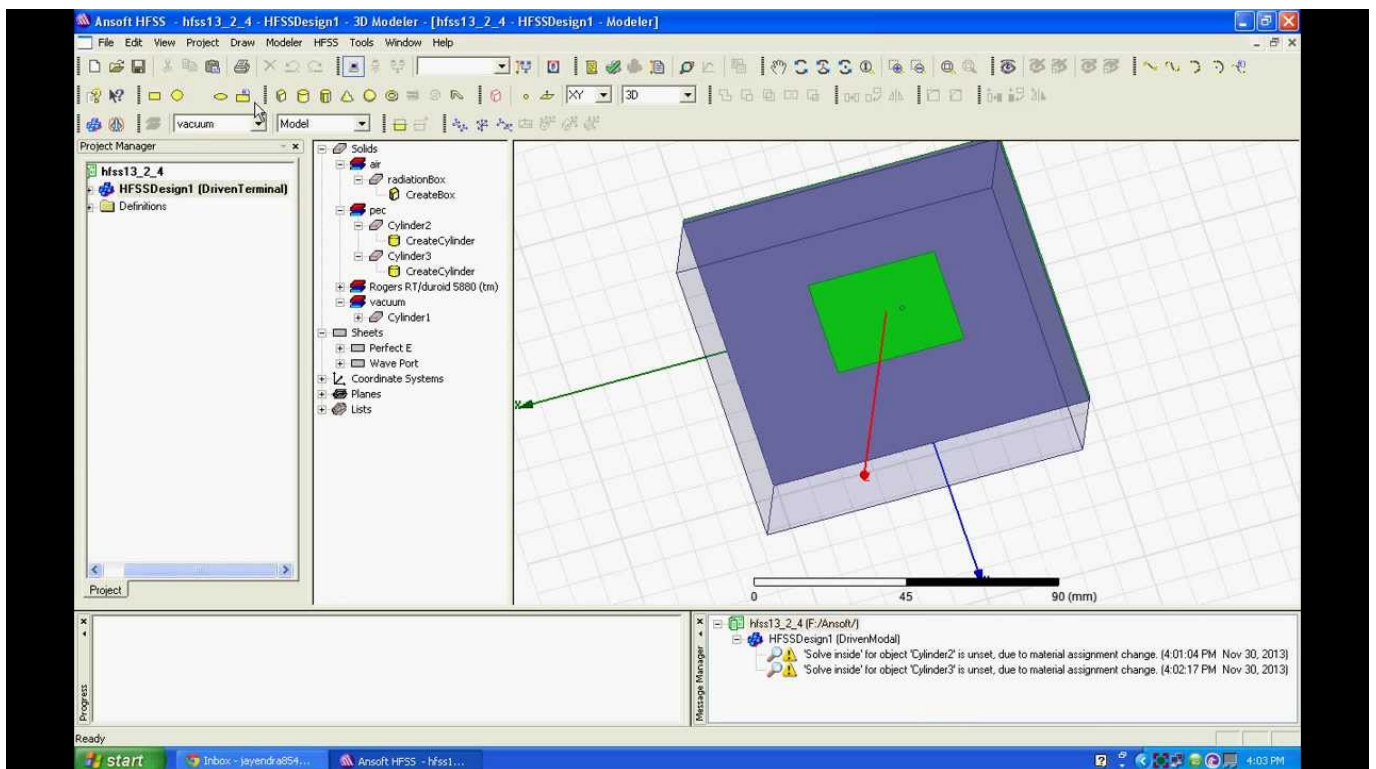 Ansoft HFSS - hfss13_2_4 - HFSSDesign1 - 3D Modeler - [hfss13_2_4 - HFSSDesign1 - Modeler]
File Edit View Project Draw Modeler HFSS Tools Window Help
XY 3D
vacuum Model
Project Manager
hfss13_2_4
HFSSDesign1 (DrivenTerminal)
Definitions
Project
Solids
air
radiationBox
CreateBox
pec
Cylinder2
CreateCylinder
Cylinder3
CreateCylinder
Rogers RT/duroid 5880 (tm)
vacuum
Cylinder1
Sheets
Perfect E
Wave Port
Coordinate Systems
Planes
Lists
0 45 90 (mm)
Progress
Message Manager
hfss13_2_4 (F:/Ansoft/)
HFSSDesign1 (DrivenModal)
'Solve inside' for object 'Cylinder2' is unset, due to material assignment change. (4:01:04 PM Nov 30, 2013)
'Solve inside' for object 'Cylinder3' is unset, due to material assignment change. (4:02:17 PM Nov 30, 2013)
Ready
start Inbox - jayendra854... Ansoft HFSS - hfss1... 4:03 PM